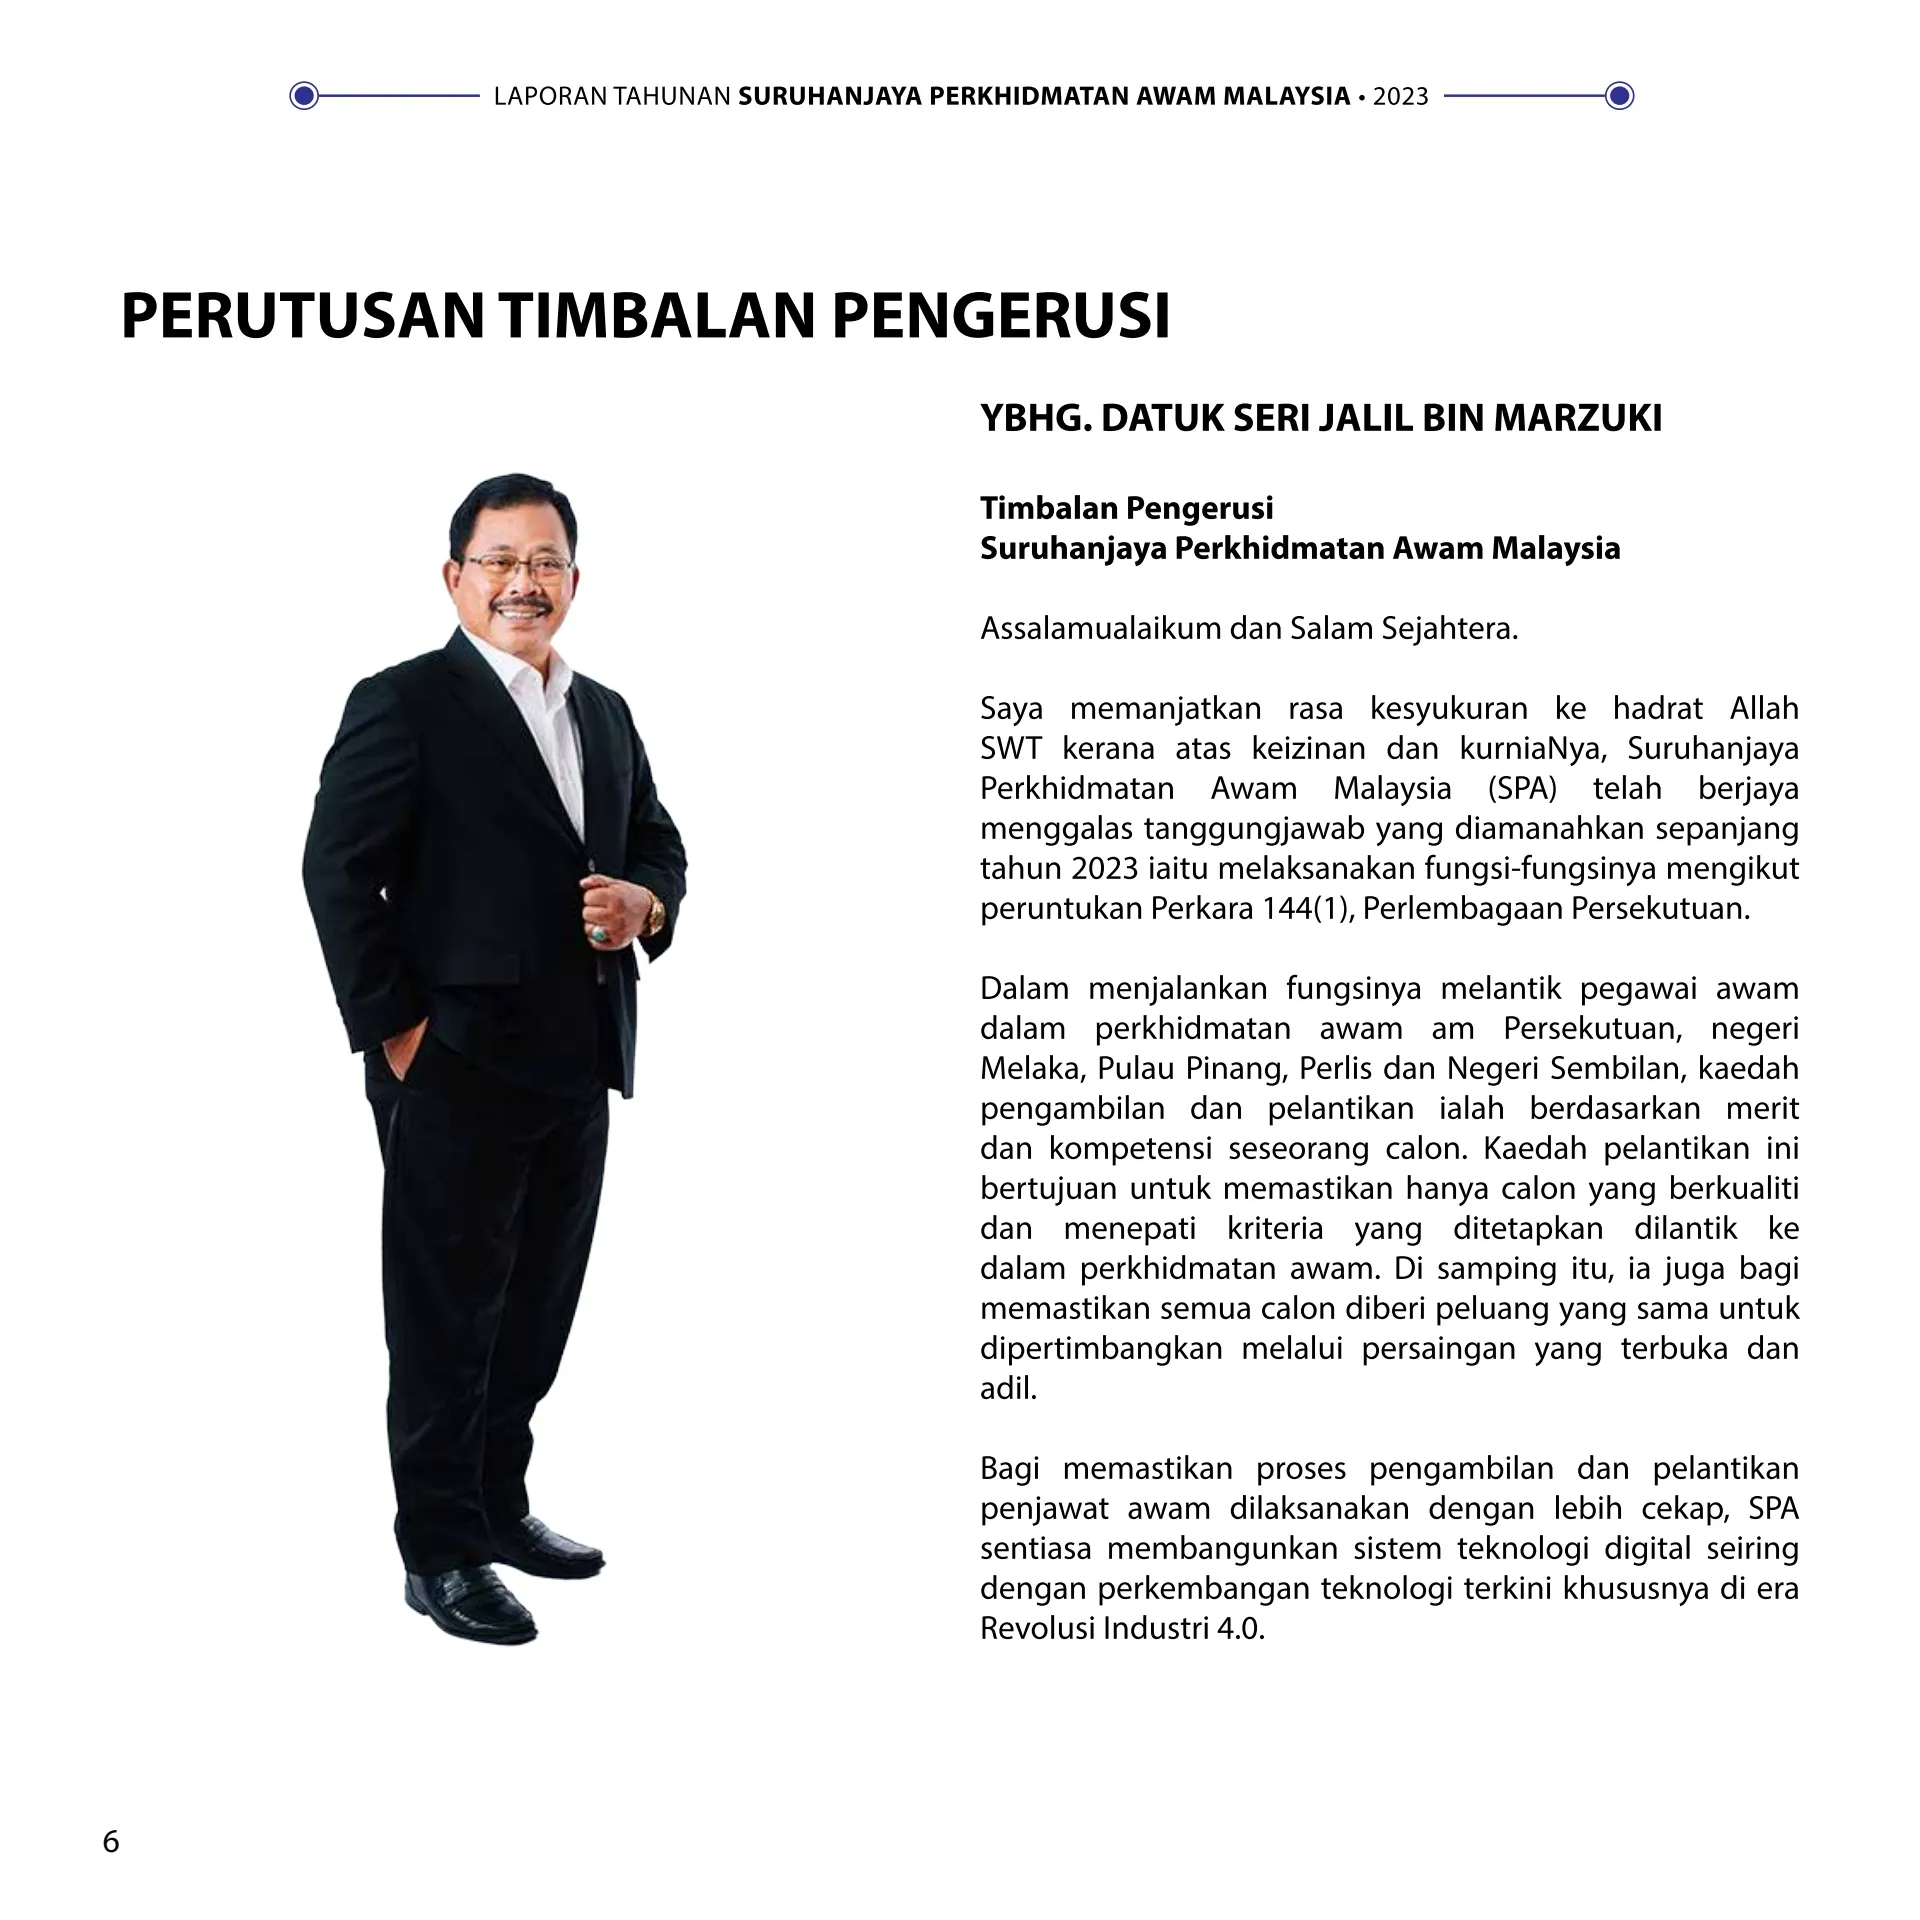 LAPORAN TAHUNAN SURUHANJAYA PERKHIDMATAN AWAM MALAYSIA • 2023
PERUTUSAN TIMBALAN PENGERUSI
YBHG. DATUK SERI JALIL BIN MARZUKI
Timbalan Pengerusi
Suruhanjaya Perkhidmatan Awam Malaysia
Assalamualaikum dan Salam Sejahtera.
Saya memanjatkan rasa kesyukuran ke hadrat Allah
SWT kerana atas keizinan dan kurniaNya, Suruhanjaya
Perkhidmatan Awam Malaysia (SPA) telah berjaya
menggalas tanggungjawab yang diamanahkan sepanjang
tahun 2023 iaitu melaksanakan fungsi-fungsinya mengikut
peruntukan Perkara 144(1), Perlembagaan Persekutuan.
Dalam menjalankan fungsinya melantik pegawai awam
dalam perkhidmatan awam am Persekutuan, negeri
Melaka, Pulau Pinang, Perlis dan Negeri Sembilan, kaedah
pengambilan dan pelantikan ialah berdasarkan merit
dan kompetensi seseorang calon. Kaedah pelantikan ini
bertujuan untuk memastikan hanya calon yang berkualiti
dan menepati kriteria yang ditetapkan dilantik ke
dalam perkhidmatan awam. Di samping itu, ia juga bagi
memastikan semua calon diberi peluang yang sama untuk
dipertimbangkan melalui persaingan yang terbuka dan
adil.
Bagi memastikan proses pengambilan dan pelantikan
penjawat awam dilaksanakan dengan lebih cekap, SPA
sentiasa membangunkan sistem teknologi digital seiring
dengan perkembangan teknologi terkini khususnya di era
Revolusi Industri 4.0.
6